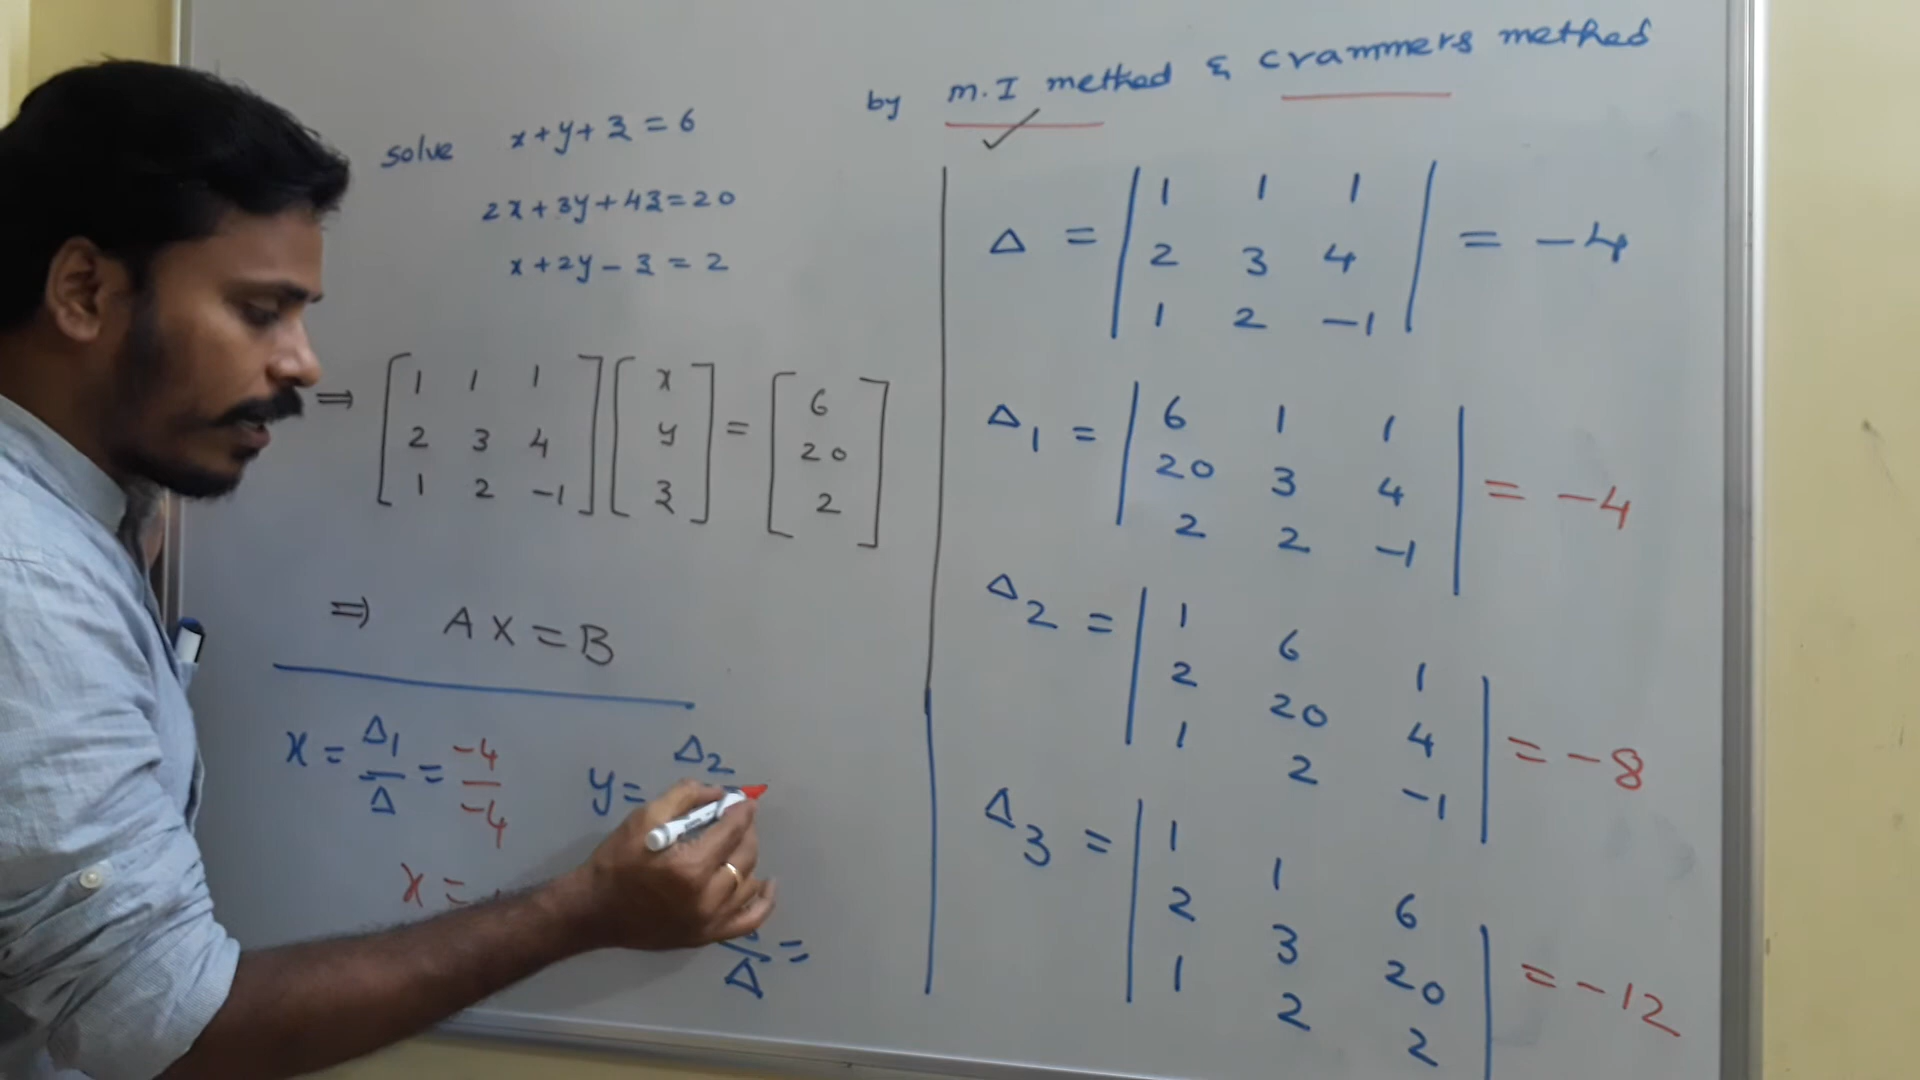 by M.I method & crammers method
solve x+y+z=6
2x+3y+4z=20
x+2y-z=2
⇒ [1 1 1] [x] = [6]
[2 3 4] [y] [20]
[1 2 -1] [z] [2]
⇒ AX=B
x = Δ1/Δ = -4/-4
y = Δ2
x =
Δ =
Δ = |1 1 1| = -4
|2 3 4|
|1 2 -1|
Δ1 = |6 1 1| = -4
|20 3 4|
|2 2 -1|
Δ2 = |1 6 1| = -8
|2 20 4|
|1 2 -1|
Δ3 = |1 1 6| = -12
|2 3 20|
|1 2 2|